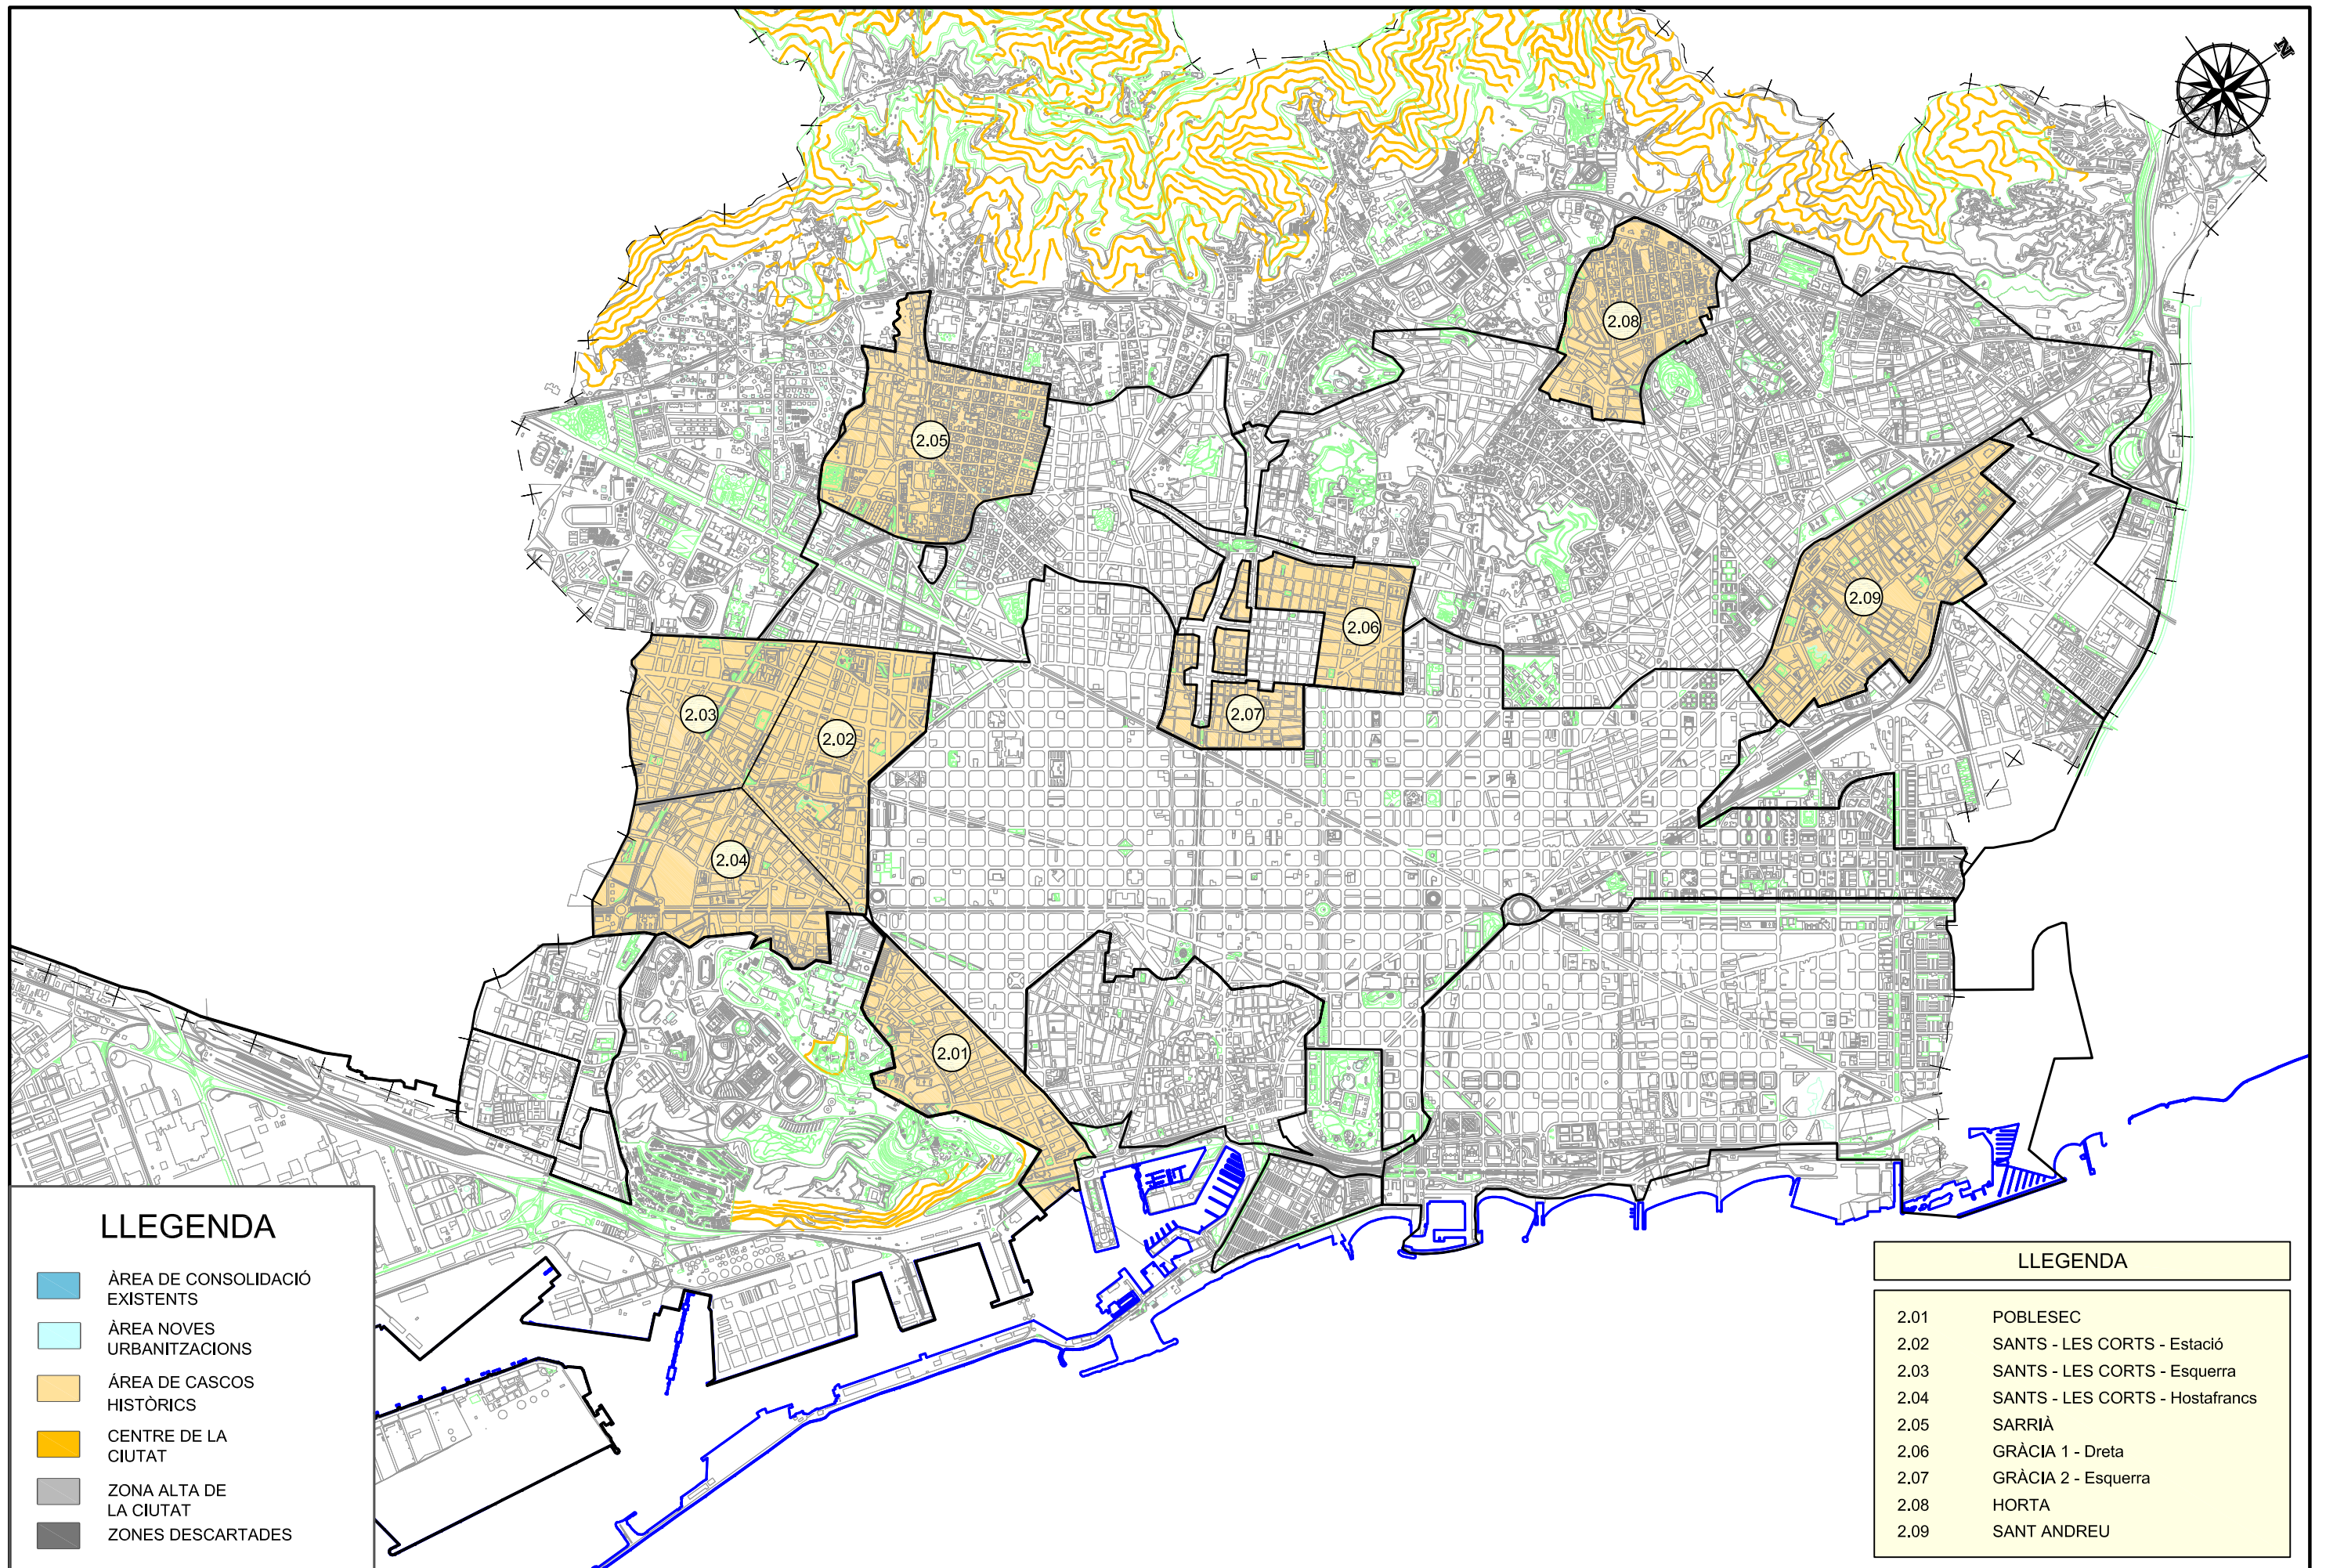 N
2.08
2.05
2.09
2.06
2.03
2.07
2.02
2.04
2.01
LLEGENDA
ÀREA DE CONSOLIDACIÓ
EXISTENTS
ÀREA NOVES
URBANITZACIONS
ÁREA DE CASCOS
HISTÒRICS
CENTRE DE LA
CIUTAT
ZONA ALTA DE
LA CIUTAT
ZONES DESCARTADES
LLEGENDA
2.01 POBLESEC
2.02 SANTS - LES CORTS - Estació
2.03 SANTS - LES CORTS - Esquerra
2.04 SANTS - LES CORTS - Hostafrancs
2.05 SARRIÀ
2.06 GRÀCIA 1 - Dreta
2.07 GRÀCIA 2 - Esquerra
2.08 HORTA
2.09 SANT ANDREU